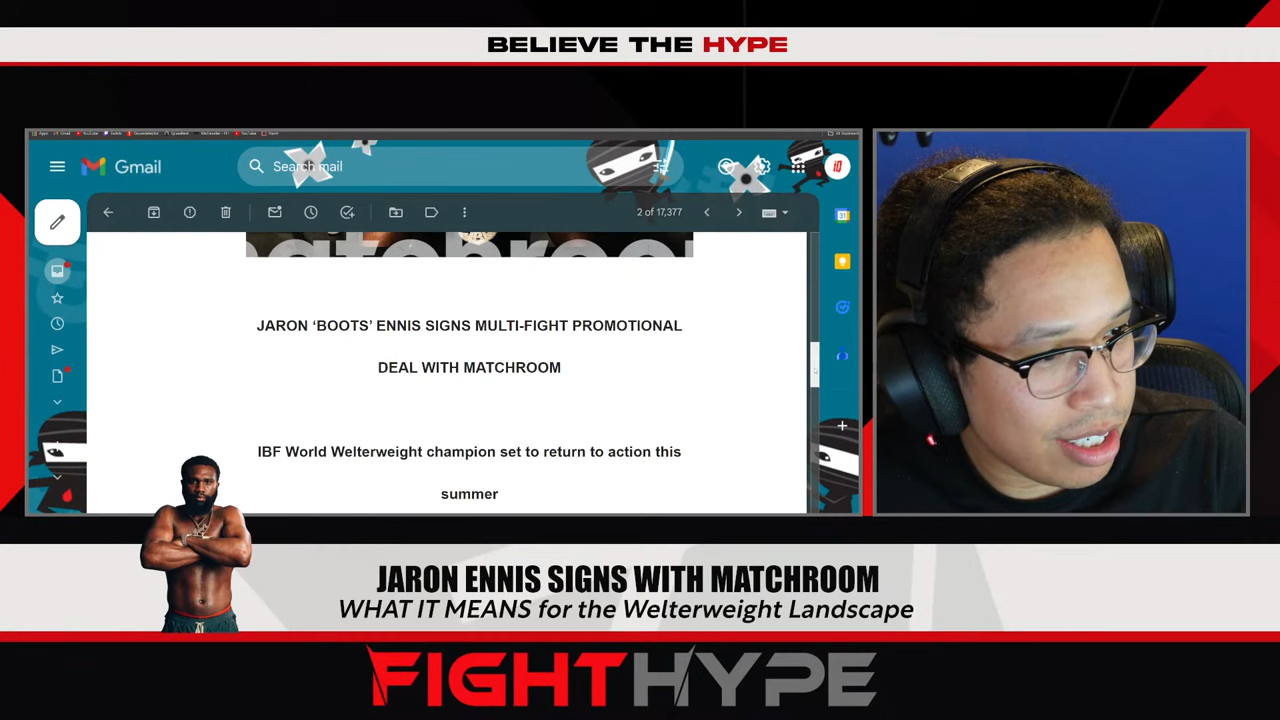 BELIEVE THE HYPE
Gmail
Search mail
2 of 17,377
JARON ‘BOOTS’ ENNIS SIGNS MULTI-FIGHT PROMOTIONAL
DEAL WITH MATCHROOM
IBF World Welterweight champion set to return to action this
summer
JARON ENNIS SIGNS WITH MATCHROOM
WHAT IT MEANS for the Welterweight Landscape
FIGHTHYPE